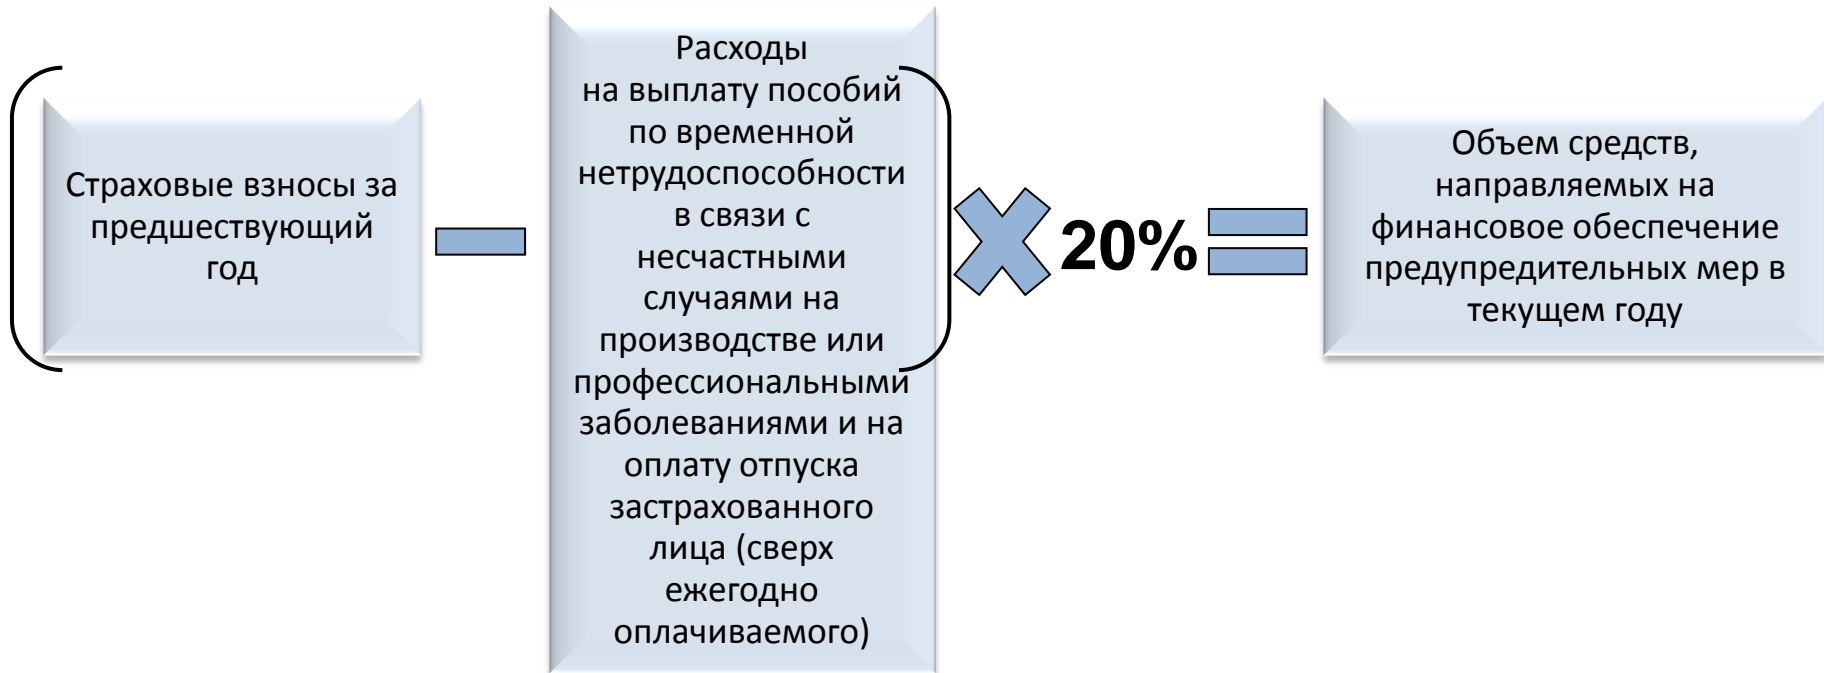 Страховые взносы за
предшествующий
год
Расходы
на выплату пособий
по временной
нетрудоспособности
в связи с
несчастными
случаями на
производстве или
профессиональными
заболеваниями и на
оплату отпуска
застрахованного
лица (сверх
ежегодно
оплачиваемого)
20%
Объем средств,
направляемых на
финансовое обеспечение
предупредительных мер в
текущем году